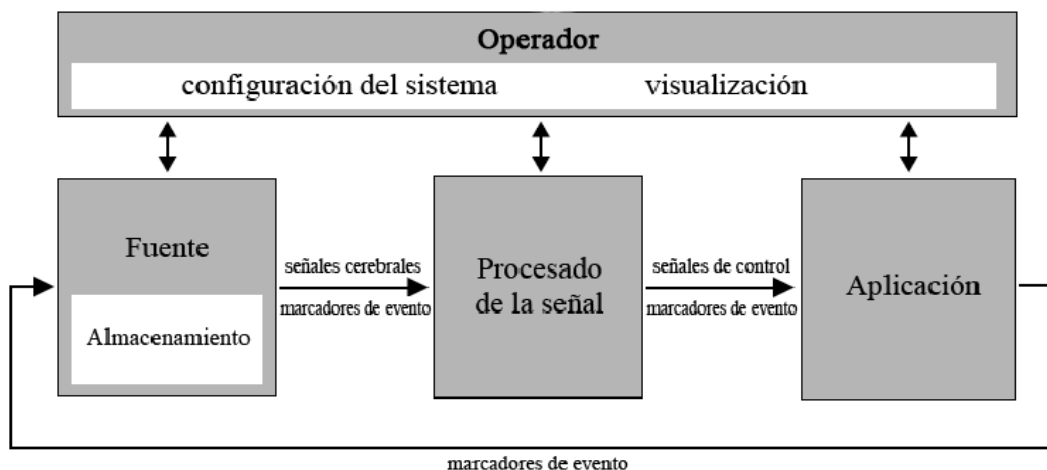 Operador
configuración del sistema visualización
Fuente
Almacenamiento
señales cerebrales
marcadores de evento
Procesado
de la señal
señales de control
marcadores de evento
Aplicación
marcadores de evento